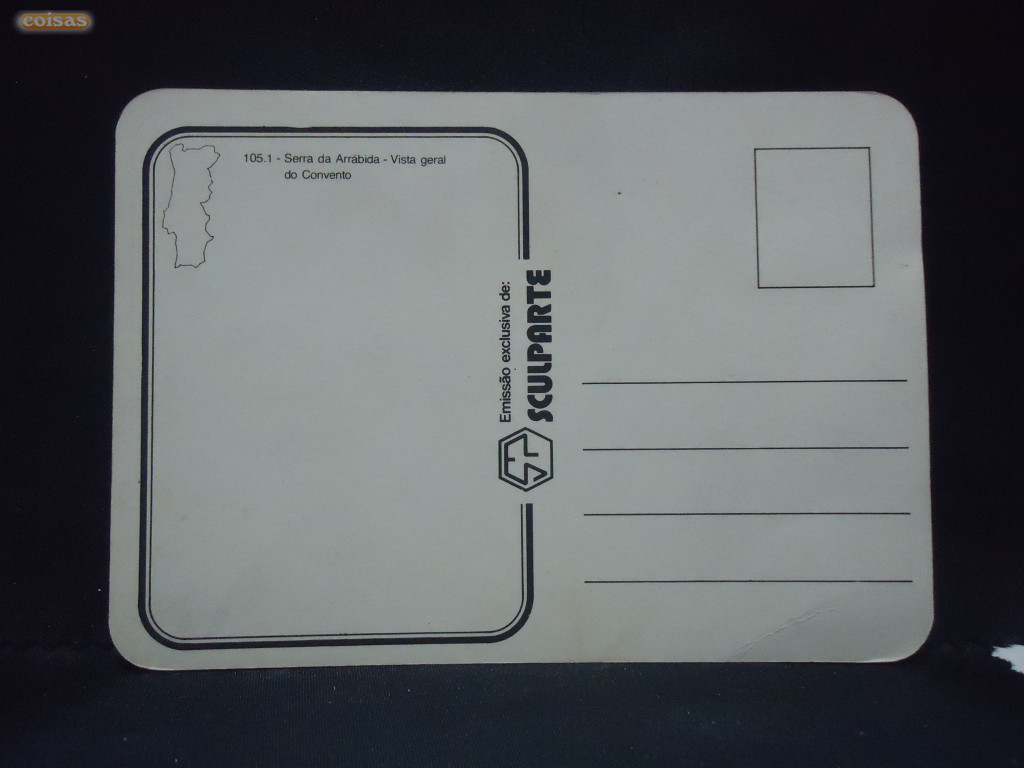 coisas
105.1 - Serra da Arrábida - Vista geral
do Convento
Emissão exclusiva de:
SCULPARTE